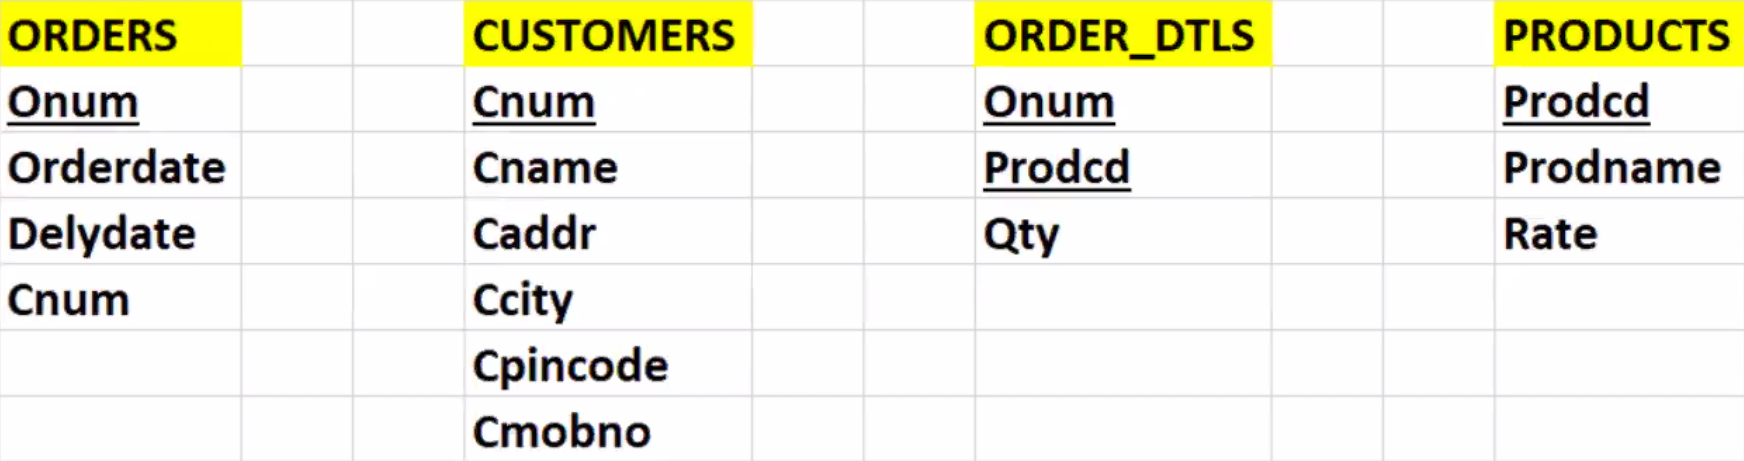 ORDERS CUSTOMERS ORDER_DTLS PRODUCTS
Onum Cnum Onum Prodcd
Orderdate Cname Prodcd Prodname
Delydate Caddr Qty Rate
Cnum Ccity
Cpincode
Cmobno